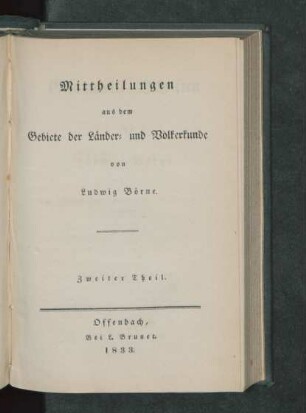 Mittheilungen
aus dem
Gebiete der Länder- und Völkerkunde
von
Ludwig Börne.
Zweiter Theil.
Offenbach,
Bei L. Brunet.
1833.